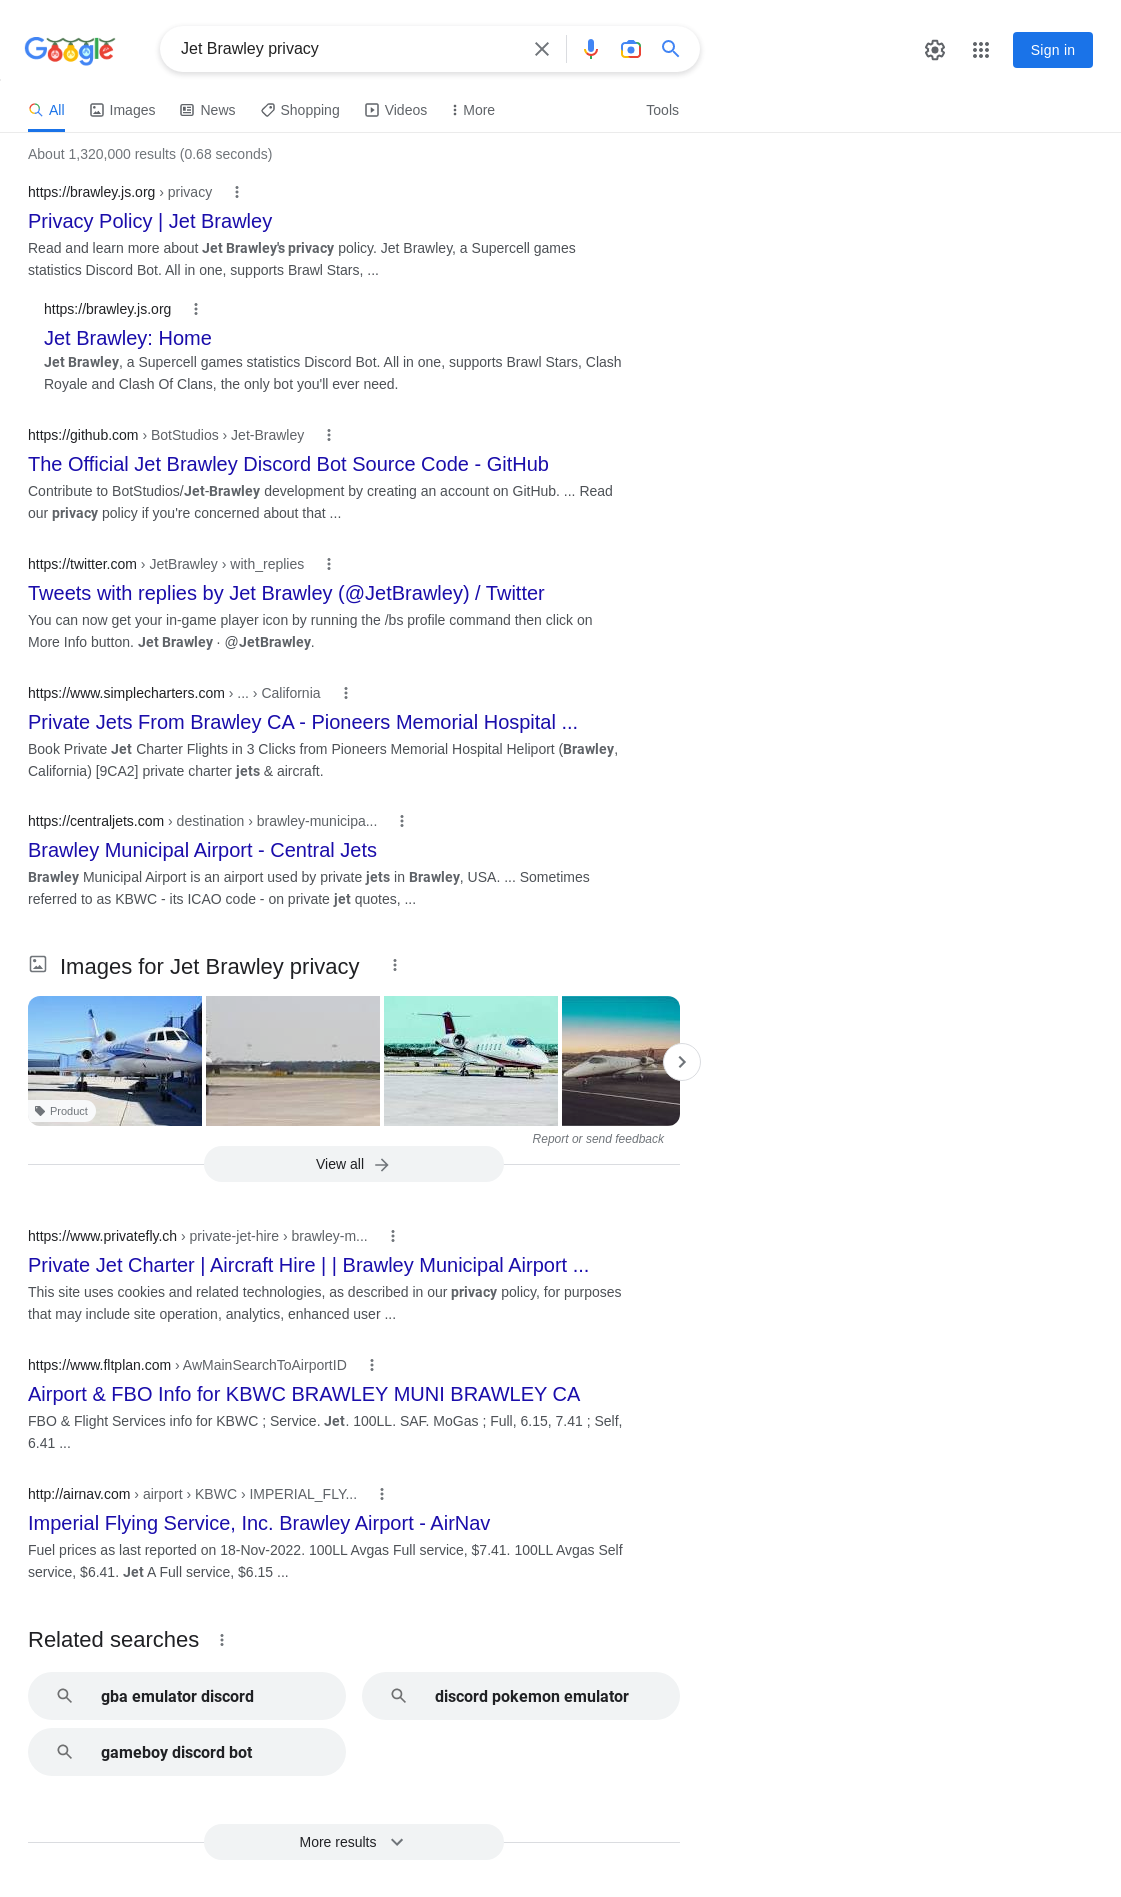 Google
Jet Brawley privacy
Sign in
All
Images
News
Shopping
Videos
More
Tools
About 1,320,000 results (0.68 seconds)
https://brawley.js.org › privacy
Privacy Policy | Jet Brawley
Read and learn more about Jet Brawley's privacy policy. Jet Brawley, a Supercell games
statistics Discord Bot. All in one, supports Brawl Stars, ...
https://brawley.js.org
Jet Brawley: Home
Jet Brawley, a Supercell games statistics Discord Bot. All in one, supports Brawl Stars, Clash
Royale and Clash Of Clans, the only bot you'll ever need.
https://github.com › BotStudios › Jet-Brawley
The Official Jet Brawley Discord Bot Source Code - GitHub
Contribute to BotStudios/Jet-Brawley development by creating an account on GitHub. ... Read
our privacy policy if you're concerned about that ...
https://twitter.com › JetBrawley › with_replies
Tweets with replies by Jet Brawley (@JetBrawley) / Twitter
You can now get your in-game player icon by running the /bs profile command then click on
More Info button. Jet Brawley · @JetBrawley.
https://www.simplecharters.com › ... › California
Private Jets From Brawley CA - Pioneers Memorial Hospital ...
Book Private Jet Charter Flights in 3 Clicks from Pioneers Memorial Hospital Heliport (Brawley,
California) [9CA2] private charter jets & aircraft.
https://centraljets.com › destination › brawley-municipa...
Brawley Municipal Airport - Central Jets
Brawley Municipal Airport is an airport used by private jets in Brawley, USA. ... Sometimes
referred to as KBWC - its ICAO code - on private jet quotes, ...
Images for Jet Brawley privacy
Product
Report or send feedback
View all
https://www.privatefly.ch › private-jet-hire › brawley-m...
Private Jet Charter | Aircraft Hire | | Brawley Municipal Airport ...
This site uses cookies and related technologies, as described in our privacy policy, for purposes
that may include site operation, analytics, enhanced user ...
https://www.fltplan.com › AwMainSearchToAirportID
Airport & FBO Info for KBWC BRAWLEY MUNI BRAWLEY CA
FBO & Flight Services info for KBWC ; Service. Jet. 100LL. SAF. MoGas ; Full, 6.15, 7.41 ; Self,
6.41 ...
http://airnav.com › airport › KBWC › IMPERIAL_FLY...
Imperial Flying Service, Inc. Brawley Airport - AirNav
Fuel prices as last reported on 18-Nov-2022. 100LL Avgas Full service, $7.41. 100LL Avgas Self
service, $6.41. Jet A Full service, $6.15 ...
Related searches
gba emulator discord
discord pokemon emulator
gameboy discord bot
More results